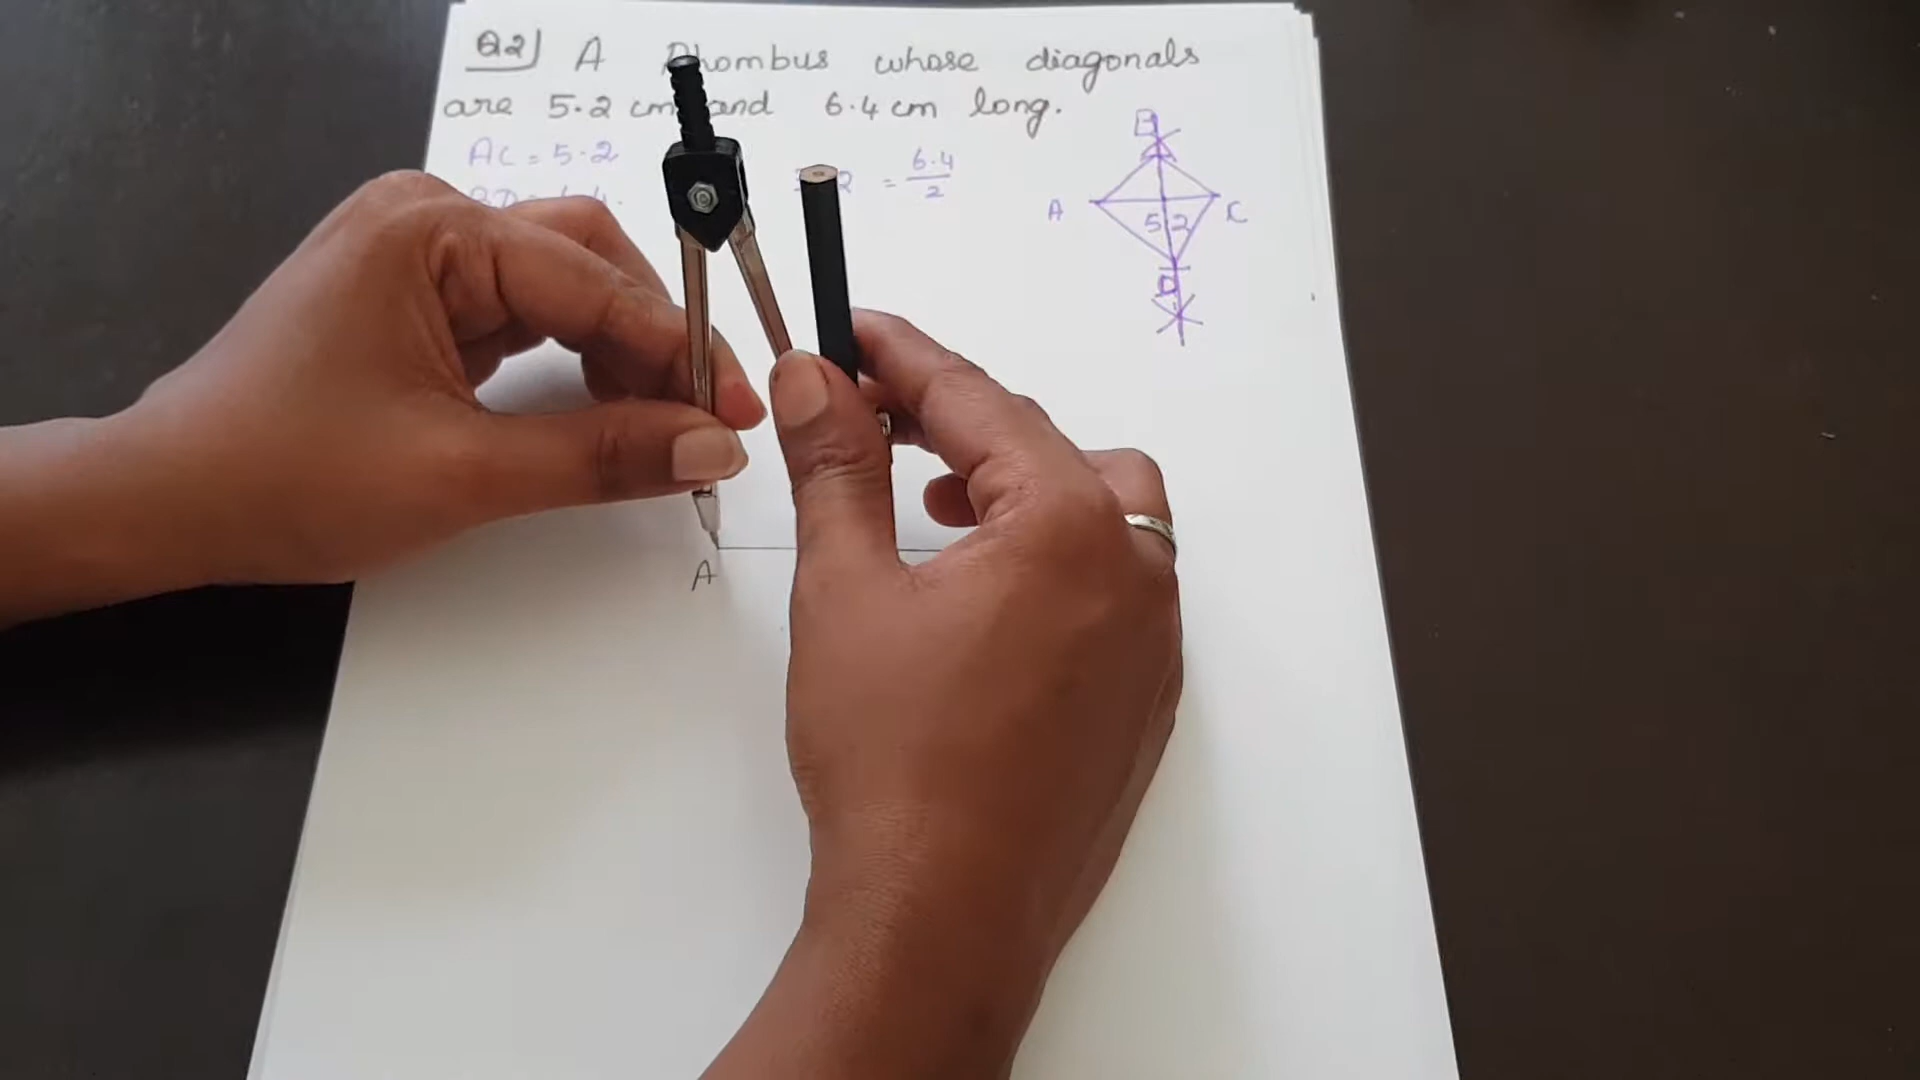 Q2) A Rhombus whose diagonals
are 5.2 cm and 6.4 cm long.
AC = 5.2
= 6.4/2
B
A
C
5 2
D
A